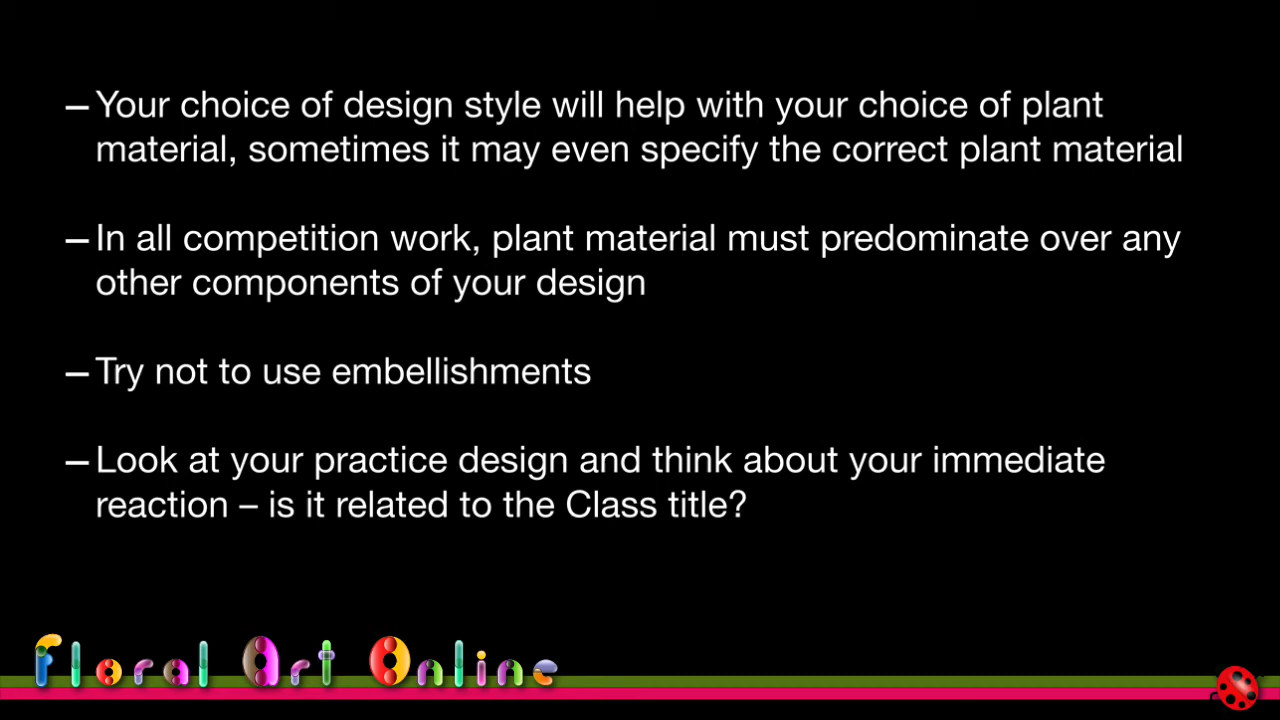 – Your choice of design style will help with your choice of plant
material, sometimes it may even specify the correct plant material
– In all competition work, plant material must predominate over any
other components of your design
– Try not to use embellishments
– Look at your practice design and think about your immediate
reaction – is it related to the Class title?
Floral Art Online